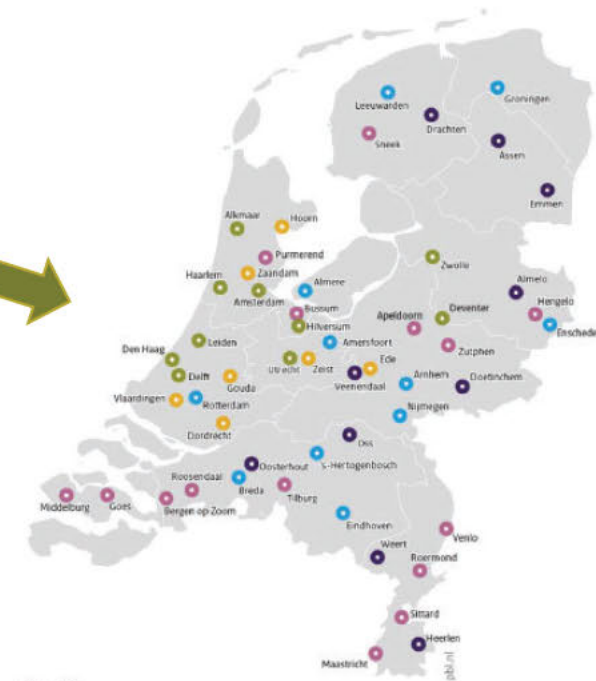 Leeuwarden
Groningen
Drachten
Sneek
Assen
Emmen
Alkmaar
Hoorn
Purmerend
Zwolle
Haarlem
Zaandam
Almere
Almelo
Amsterdam
Bussum
Hengelo
Apeldoorn
Deventer
Hilversum
Enschede
Leiden
Amersfoort
Den Haag
Zutphen
Utrecht
Zeist
Ede
Delft
Gouda
Veenendaal
Arnhem
Doetinchem
Vlaardingen
Rotterdam
Nijmegen
Dordrecht
Oss
Oosterhout
's-Hertogenbosch
Roosendaal
Breda
Tilburg
Middelburg
Goes
Bergen op Zoom
Eindhoven
Venlo
Weert
Roermond
Sittard
Heerlen
Maastricht
pbl.nl